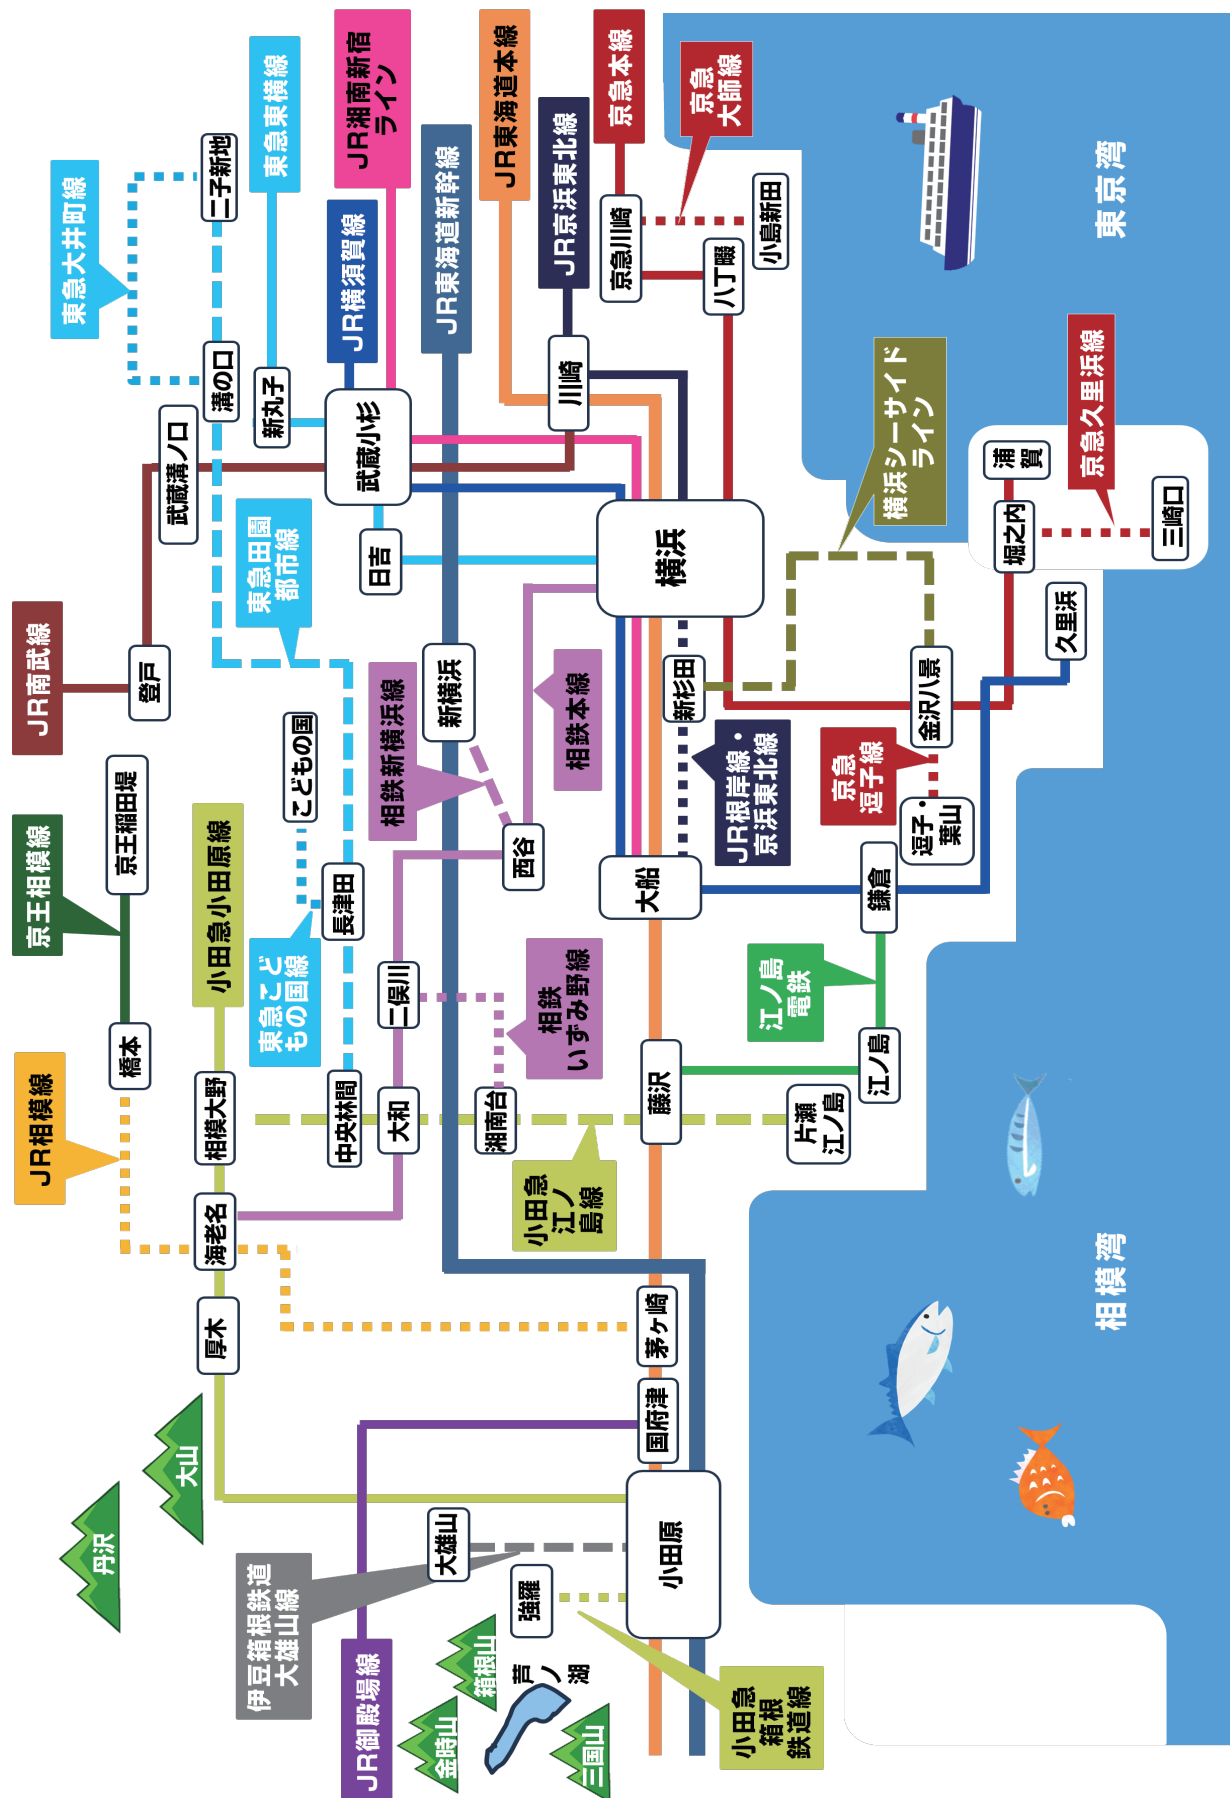 丹沢
大山
金時山
箱根山
三国山
芦ノ湖
JR御殿場線
伊豆箱根鉄道
大雄山線
小田急
箱根
鉄道線
大雄山
強羅
小田原
国府津
茅ヶ崎
厚木
海老名
相模大野
JR相模線
橋本
京王相模線
京王稲田堤
小田急小田原線
東急こど
もの国線
こどもの国
長津田
中央林間
大和
二俣川
湘南台
相鉄
いずみ野線
小田急
江ノ
島線
藤沢
片瀬
江ノ島
江ノ島
江ノ島
電鉄
鎌倉
大船
西谷
相鉄新横浜線
相鉄本線
新横浜
JR根岸線・
京浜東北線
新杉田
京急
逗子線
逗子・
葉山
金沢八景
久里浜
堀之内
浦
賀
三崎口
京急久里浜線
横浜シーサイド
ライン
横浜
日吉
武蔵小杉
新丸子
東急田園
都市線
JR南武線
登戸
武蔵溝ノ口
溝の口
二子新地
東急大井町線
東急東横線
JR湘南新宿
ライン
JR横須賀線
JR東海道新幹線
JR東海道本線
JR京浜東北線
川崎
京急本線
京急
大師線
京急川崎
八丁畷
小島新田
東京湾
相模湾